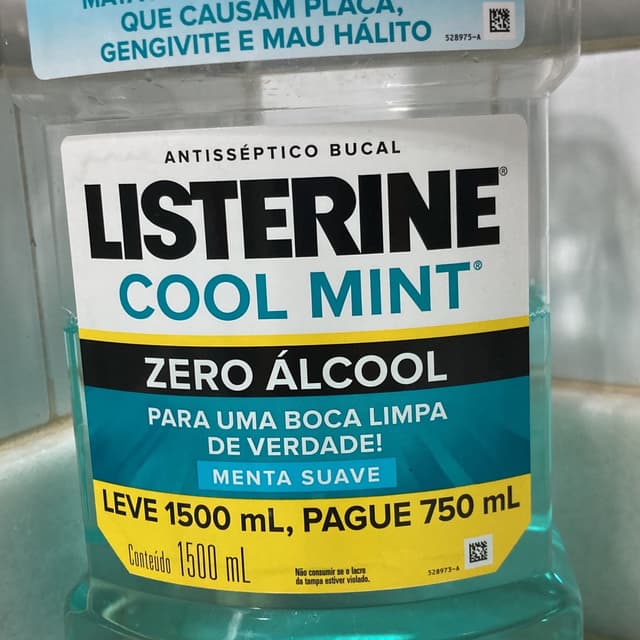 QUE CAUSAM PLACA,
GENGIVITE E MAU HÁLITO
528975-A
ANTISSÉPTICO BUCAL
LISTERINE®
COOL MINT®
ZERO ÁLCOOL
PARA UMA BOCA LIMPA
DE VERDADE!
MENTA SUAVE
LEVE 1500 mL, PAGUE 750 mL
Conteúdo 1500 mL
Não consumir se o lacre
da tampa estiver violado.
528973-A